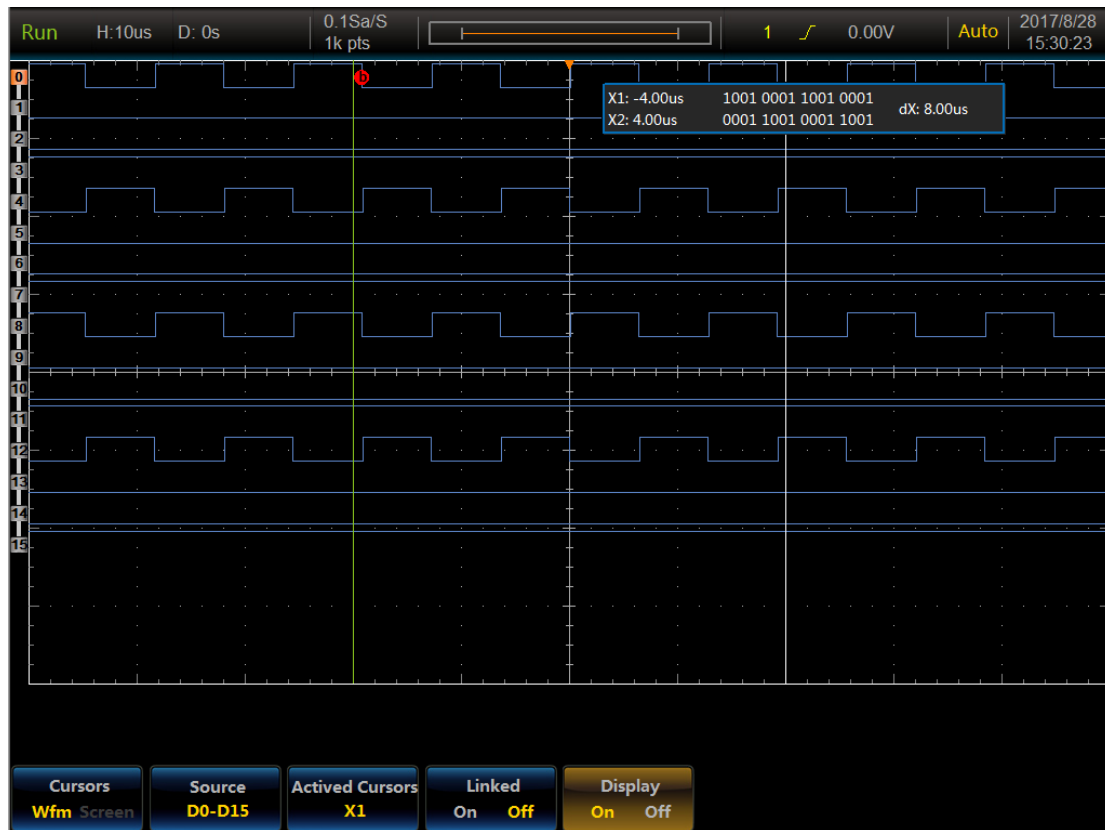 Run H:10us D: 0s 0.1Sa/S 1 0.00V Auto 2017/8/28
1k pts 15:30:23
0
b
X1: -4.00us 1001 0001 1001 0001 dX: 8.00us
X2: 4.00us 0001 1001 0001 1001
1
2
3
4
5
6
7
8
9
10
11
12
13
14
15
Cursors Source Actived Cursors Linked Display
Wfm Screen D0-D15 X1 On Off On Off